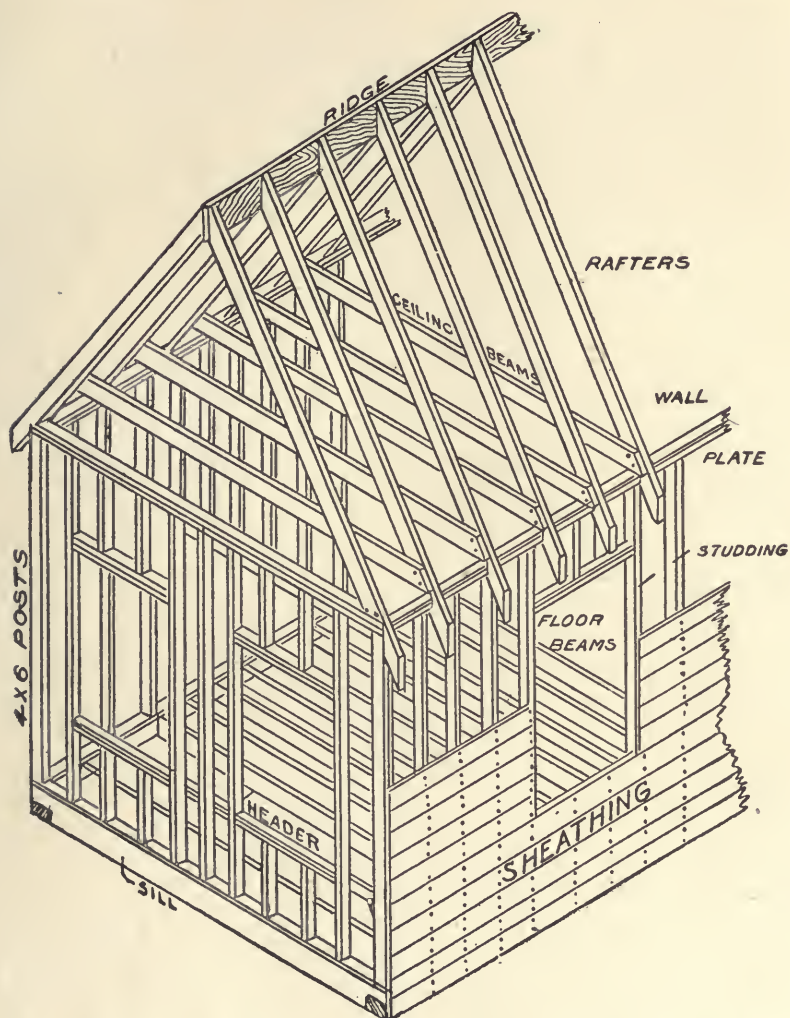 RIDGE
RAFTERS
CEILING BEAMS
WALL
PLATE
STUDDING
4X6 POSTS
FLOOR
BEAMS
HEADER
SHEATHING
SILL